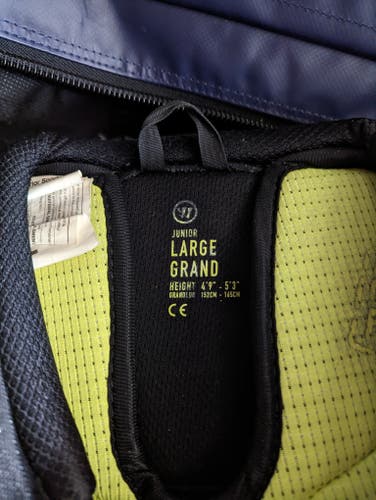 JUNIOR
LARGE
GRAND
HEIGHT 4'9" - 5'3"
GRANDEUR 152CM - 165CM
CE